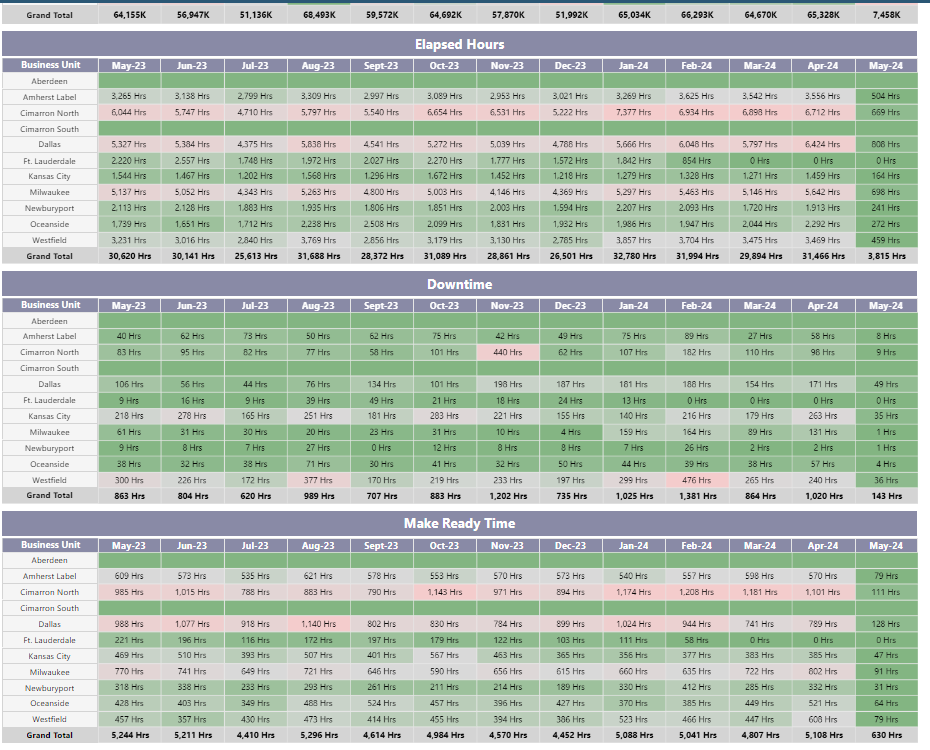 Grand Total 64,155K 56,947K 51,136K 68,493K 59,572K 64,692K 57,870K 51,992K 65,034K 66,293K 64,670K 65,328K 7,458K
Elapsed Hours
Business Unit May-23 Jun-23 Jul-23 Aug-23 Sept-23 Oct-23 Nov-23 Dec-23 Jan-24 Feb-24 Mar-24 Apr-24 May-24
Aberdeen
Amherst Label 3,265 Hrs 3,138 Hrs 2,799 Hrs 3,309 Hrs 2,997 Hrs 3,089 Hrs 2,953 Hrs 3,021 Hrs 3,269 Hrs 3,625 Hrs 3,542 Hrs 3,556 Hrs 504 Hrs
Cimarron North 6,044 Hrs 5,747 Hrs 4,710 Hrs 5,797 Hrs 5,540 Hrs 6,654 Hrs 6,531 Hrs 5,222 Hrs 7,377 Hrs 6,934 Hrs 6,898 Hrs 6,712 Hrs 669 Hrs
Cimarron South
Dallas 5,327 Hrs 5,384 Hrs 4,375 Hrs 5,838 Hrs 4,541 Hrs 5,272 Hrs 5,039 Hrs 4,788 Hrs 5,666 Hrs 6,048 Hrs 5,797 Hrs 6,424 Hrs 808 Hrs
Ft. Lauderdale 2,220 Hrs 2,557 Hrs 1,748 Hrs 1,972 Hrs 2,027 Hrs 2,270 Hrs 1,777 Hrs 1,572 Hrs 1,842 Hrs 854 Hrs 0 Hrs 0 Hrs 0 Hrs
Kansas City 1,544 Hrs 1,467 Hrs 1,202 Hrs 1,568 Hrs 1,296 Hrs 1,672 Hrs 1,452 Hrs 1,218 Hrs 1,279 Hrs 1,328 Hrs 1,271 Hrs 1,459 Hrs 164 Hrs
Milwaukee 5,137 Hrs 5,052 Hrs 4,343 Hrs 5,263 Hrs 4,800 Hrs 5,003 Hrs 4,146 Hrs 4,369 Hrs 5,297 Hrs 5,463 Hrs 5,146 Hrs 5,642 Hrs 698 Hrs
Newburyport 2,113 Hrs 2,128 Hrs 1,883 Hrs 1,935 Hrs 1,806 Hrs 1,851 Hrs 2,003 Hrs 1,594 Hrs 2,207 Hrs 2,093 Hrs 1,720 Hrs 1,913 Hrs 241 Hrs
Oceanside 1,739 Hrs 1,651 Hrs 1,712 Hrs 2,238 Hrs 2,508 Hrs 2,099 Hrs 1,831 Hrs 1,932 Hrs 1,986 Hrs 1,947 Hrs 2,044 Hrs 2,292 Hrs 272 Hrs
Westfield 3,231 Hrs 3,016 Hrs 2,840 Hrs 3,769 Hrs 2,856 Hrs 3,179 Hrs 3,130 Hrs 2,785 Hrs 3,857 Hrs 3,704 Hrs 3,475 Hrs 3,469 Hrs 459 Hrs
Grand Total 30,620 Hrs 30,141 Hrs 25,613 Hrs 31,688 Hrs 28,372 Hrs 31,089 Hrs 28,861 Hrs 26,501 Hrs 32,780 Hrs 31,994 Hrs 29,894 Hrs 31,466 Hrs 3,815 Hrs
Downtime
Business Unit May-23 Jun-23 Jul-23 Aug-23 Sept-23 Oct-23 Nov-23 Dec-23 Jan-24 Feb-24 Mar-24 Apr-24 May-24
Aberdeen
Amherst Label 40 Hrs 62 Hrs 73 Hrs 50 Hrs 62 Hrs 75 Hrs 42 Hrs 49 Hrs 75 Hrs 89 Hrs 27 Hrs 58 Hrs 8 Hrs
Cimarron North 83 Hrs 95 Hrs 82 Hrs 77 Hrs 58 Hrs 101 Hrs 440 Hrs 62 Hrs 107 Hrs 182 Hrs 110 Hrs 98 Hrs 9 Hrs
Cimarron South
Dallas 106 Hrs 56 Hrs 44 Hrs 76 Hrs 134 Hrs 101 Hrs 198 Hrs 187 Hrs 181 Hrs 188 Hrs 154 Hrs 171 Hrs 49 Hrs
Ft. Lauderdale 9 Hrs 16 Hrs 9 Hrs 39 Hrs 49 Hrs 21 Hrs 18 Hrs 24 Hrs 13 Hrs 0 Hrs 0 Hrs 0 Hrs 0 Hrs
Kansas City 218 Hrs 278 Hrs 165 Hrs 251 Hrs 181 Hrs 283 Hrs 221 Hrs 155 Hrs 140 Hrs 216 Hrs 179 Hrs 263 Hrs 35 Hrs
Milwaukee 61 Hrs 31 Hrs 30 Hrs 20 Hrs 23 Hrs 31 Hrs 10 Hrs 4 Hrs 159 Hrs 164 Hrs 89 Hrs 131 Hrs 1 Hrs
Newburyport 9 Hrs 8 Hrs 7 Hrs 27 Hrs 0 Hrs 12 Hrs 8 Hrs 8 Hrs 7 Hrs 26 Hrs 2 Hrs 2 Hrs 1 Hrs
Oceanside 38 Hrs 32 Hrs 38 Hrs 71 Hrs 30 Hrs 41 Hrs 32 Hrs 50 Hrs 44 Hrs 39 Hrs 38 Hrs 57 Hrs 4 Hrs
Westfield 300 Hrs 226 Hrs 172 Hrs 377 Hrs 170 Hrs 219 Hrs 233 Hrs 197 Hrs 299 Hrs 476 Hrs 265 Hrs 240 Hrs 36 Hrs
Grand Total 863 Hrs 804 Hrs 620 Hrs 989 Hrs 707 Hrs 883 Hrs 1,202 Hrs 735 Hrs 1,025 Hrs 1,381 Hrs 864 Hrs 1,020 Hrs 143 Hrs
Make Ready Time
Business Unit May-23 Jun-23 Jul-23 Aug-23 Sept-23 Oct-23 Nov-23 Dec-23 Jan-24 Feb-24 Mar-24 Apr-24 May-24
Aberdeen
Amherst Label 609 Hrs 573 Hrs 535 Hrs 621 Hrs 578 Hrs 553 Hrs 570 Hrs 573 Hrs 540 Hrs 557 Hrs 598 Hrs 570 Hrs 79 Hrs
Cimarron North 985 Hrs 1,015 Hrs 788 Hrs 883 Hrs 790 Hrs 1,143 Hrs 971 Hrs 894 Hrs 1,174 Hrs 1,208 Hrs 1,181 Hrs 1,101 Hrs 111 Hrs
Cimarron South
Dallas 988 Hrs 1,077 Hrs 918 Hrs 1,140 Hrs 802 Hrs 830 Hrs 784 Hrs 899 Hrs 1,024 Hrs 944 Hrs 741 Hrs 789 Hrs 128 Hrs
Ft. Lauderdale 221 Hrs 196 Hrs 116 Hrs 172 Hrs 197 Hrs 179 Hrs 122 Hrs 103 Hrs 111 Hrs 58 Hrs 0 Hrs 0 Hrs 0 Hrs
Kansas City 469 Hrs 510 Hrs 393 Hrs 507 Hrs 401 Hrs 567 Hrs 463 Hrs 365 Hrs 356 Hrs 377 Hrs 383 Hrs 385 Hrs 47 Hrs
Milwaukee 770 Hrs 741 Hrs 649 Hrs 721 Hrs 646 Hrs 590 Hrs 656 Hrs 615 Hrs 660 Hrs 635 Hrs 722 Hrs 802 Hrs 91 Hrs
Newburyport 318 Hrs 338 Hrs 233 Hrs 293 Hrs 261 Hrs 211 Hrs 214 Hrs 189 Hrs 330 Hrs 412 Hrs 285 Hrs 332 Hrs 31 Hrs
Oceanside 428 Hrs 403 Hrs 349 Hrs 488 Hrs 524 Hrs 457 Hrs 396 Hrs 427 Hrs 370 Hrs 385 Hrs 449 Hrs 521 Hrs 64 Hrs
Westfield 457 Hrs 357 Hrs 430 Hrs 473 Hrs 414 Hrs 455 Hrs 394 Hrs 386 Hrs 523 Hrs 466 Hrs 447 Hrs 608 Hrs 79 Hrs
Grand Total 5,244 Hrs 5,211 Hrs 4,410 Hrs 5,296 Hrs 4,614 Hrs 4,984 Hrs 4,570 Hrs 4,452 Hrs 5,088 Hrs 5,041 Hrs 4,807 Hrs 5,108 Hrs 630 Hrs